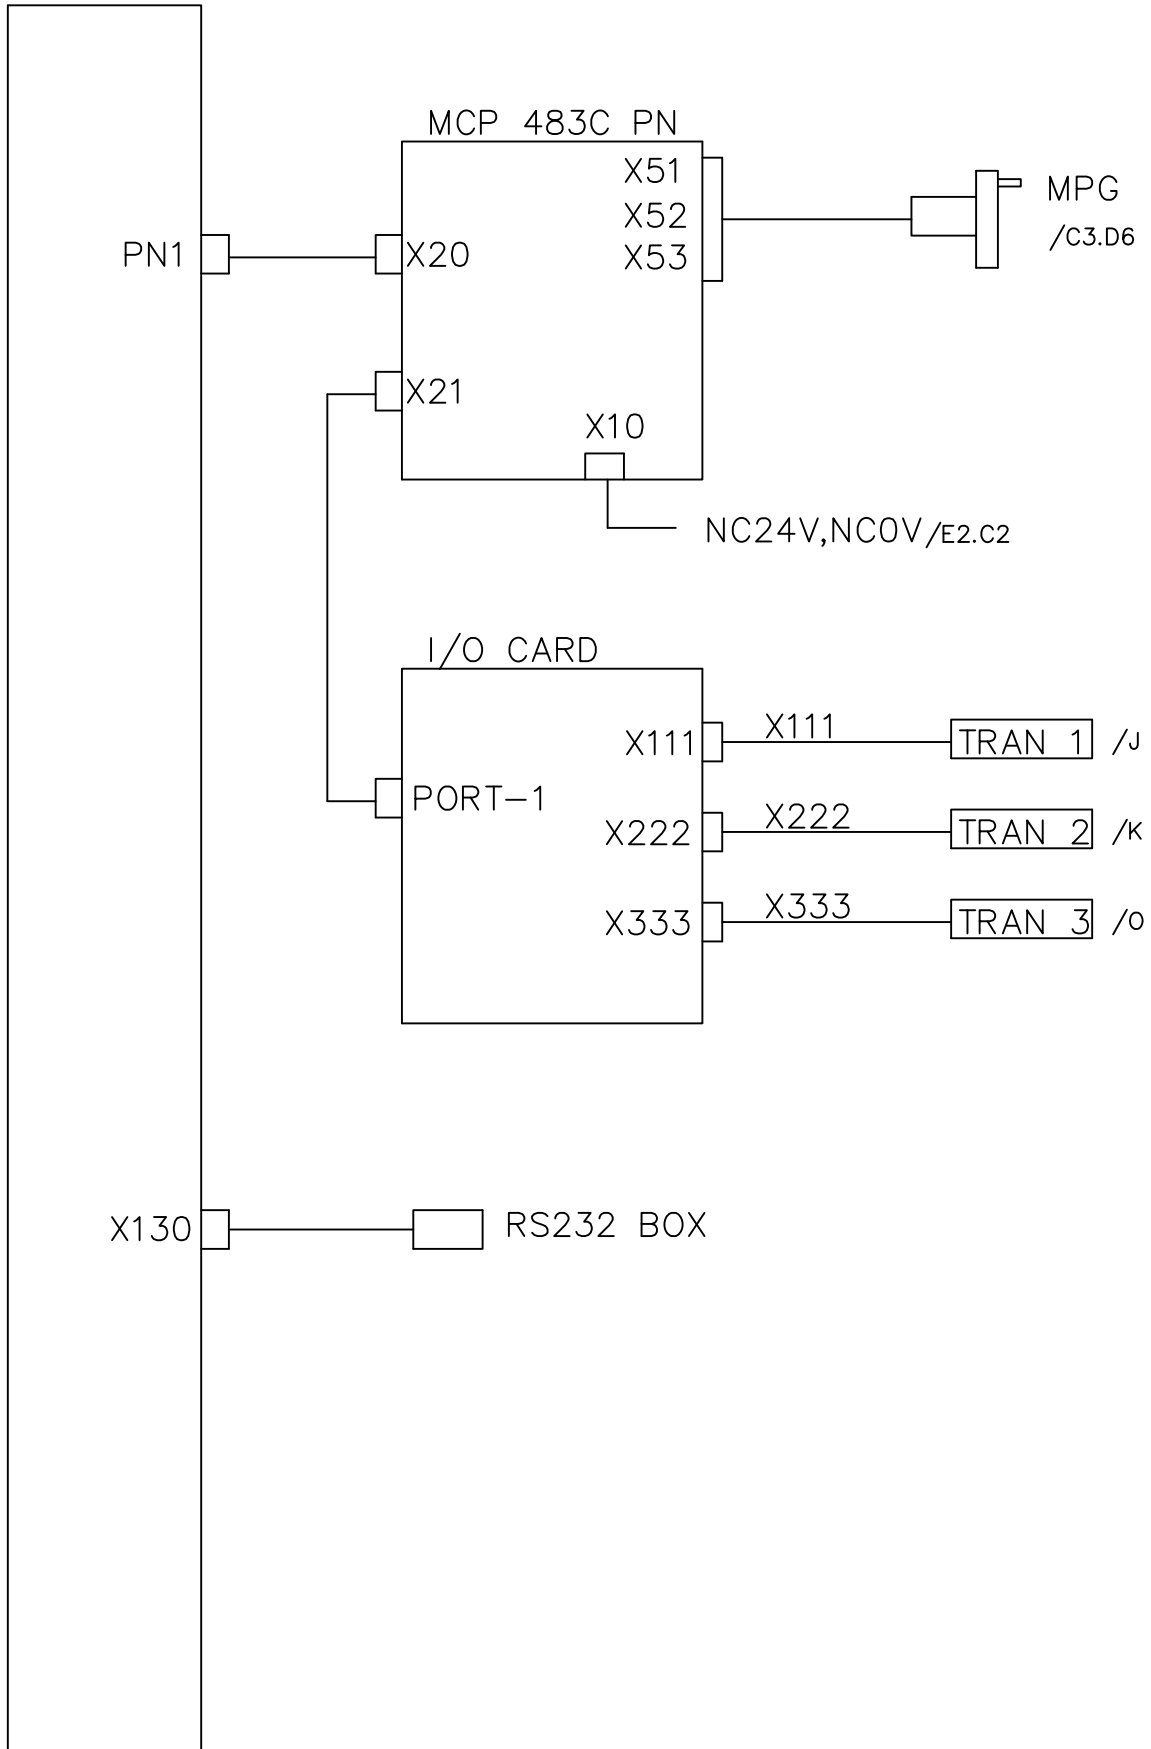 MCP 483C PN
X51
X52
X53
MPG
/C3.D6
PN1
X20
X21
X10
NC24V,NC0V/E2.C2
I/O CARD
X111
X111
TRAN 1 /J
PORT-1
X222
X222
TRAN 2 /K
X333
X333
TRAN 3 /O
X130
RS232 BOX